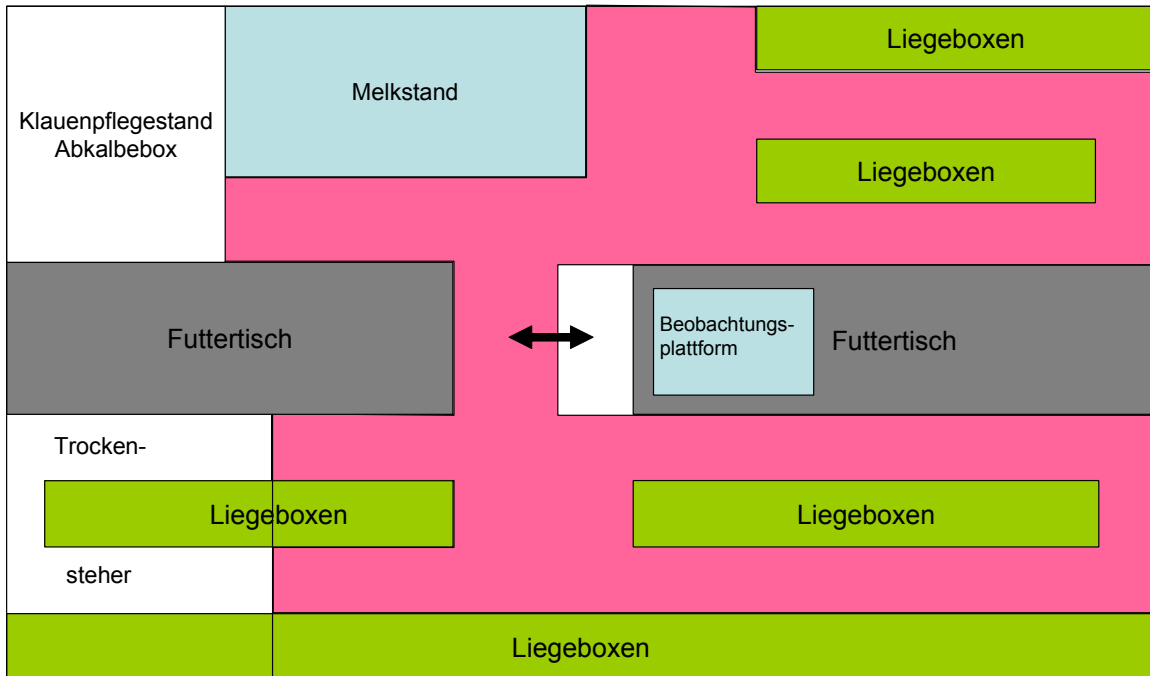 Liegeboxen
Melkstand
Klauenpflegestand
Abkalbebox
Liegeboxen
Futtertisch
Beobachtungs-
plattform
Futtertisch
Trocken-
Liegeboxen
Liegeboxen
steher
Liegeboxen